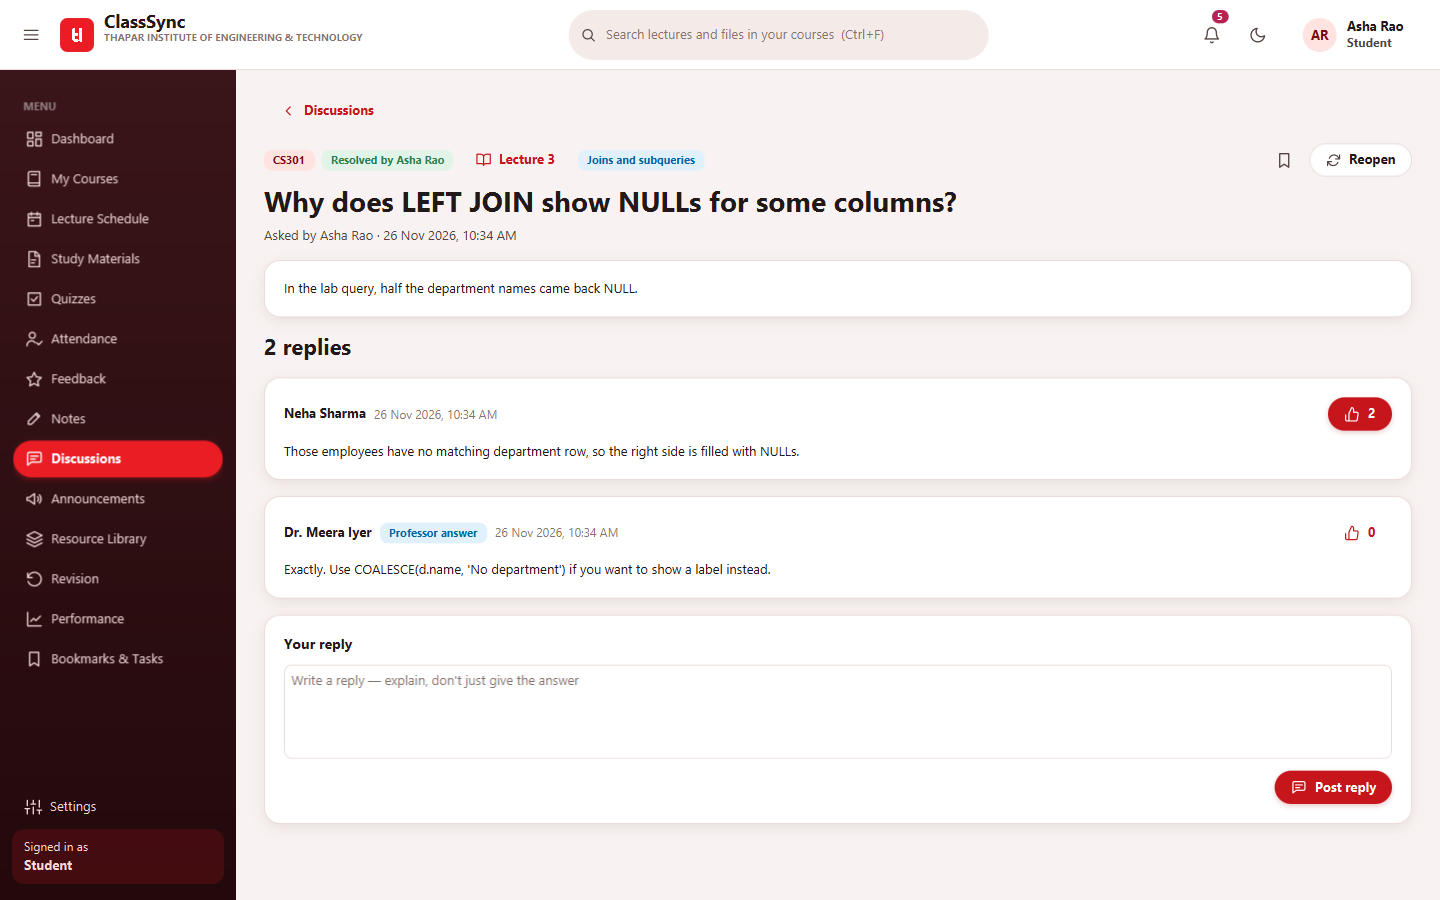 ClassSync
THAPAR INSTITUTE OF ENGINEERING & TECHNOLOGY
Search lectures and files in your courses (Ctrl+F)
5
AR
Asha Rao
Student
MENU
Dashboard
My Courses
Lecture Schedule
Study Materials
Quizzes
Attendance
Feedback
Notes
Discussions
Announcements
Resource Library
Revision
Performance
Bookmarks & Tasks
Settings
Signed in as
Student
Discussions
CS301 Resolved by Asha Rao Lecture 3 Joins and subqueries
Reopen
Why does LEFT JOIN show NULLs for some columns?
Asked by Asha Rao · 26 Nov 2026, 10:34 AM
In the lab query, half the department names came back NULL.
2 replies
Neha Sharma 26 Nov 2026, 10:34 AM
2
Those employees have no matching department row, so the right side is filled with NULLs.
Dr. Meera Iyer Professor answer 26 Nov 2026, 10:34 AM
0
Exactly. Use COALESCE(d.name, 'No department') if you want to show a label instead.
Your reply
Write a reply — explain, don't just give the answer
Post reply